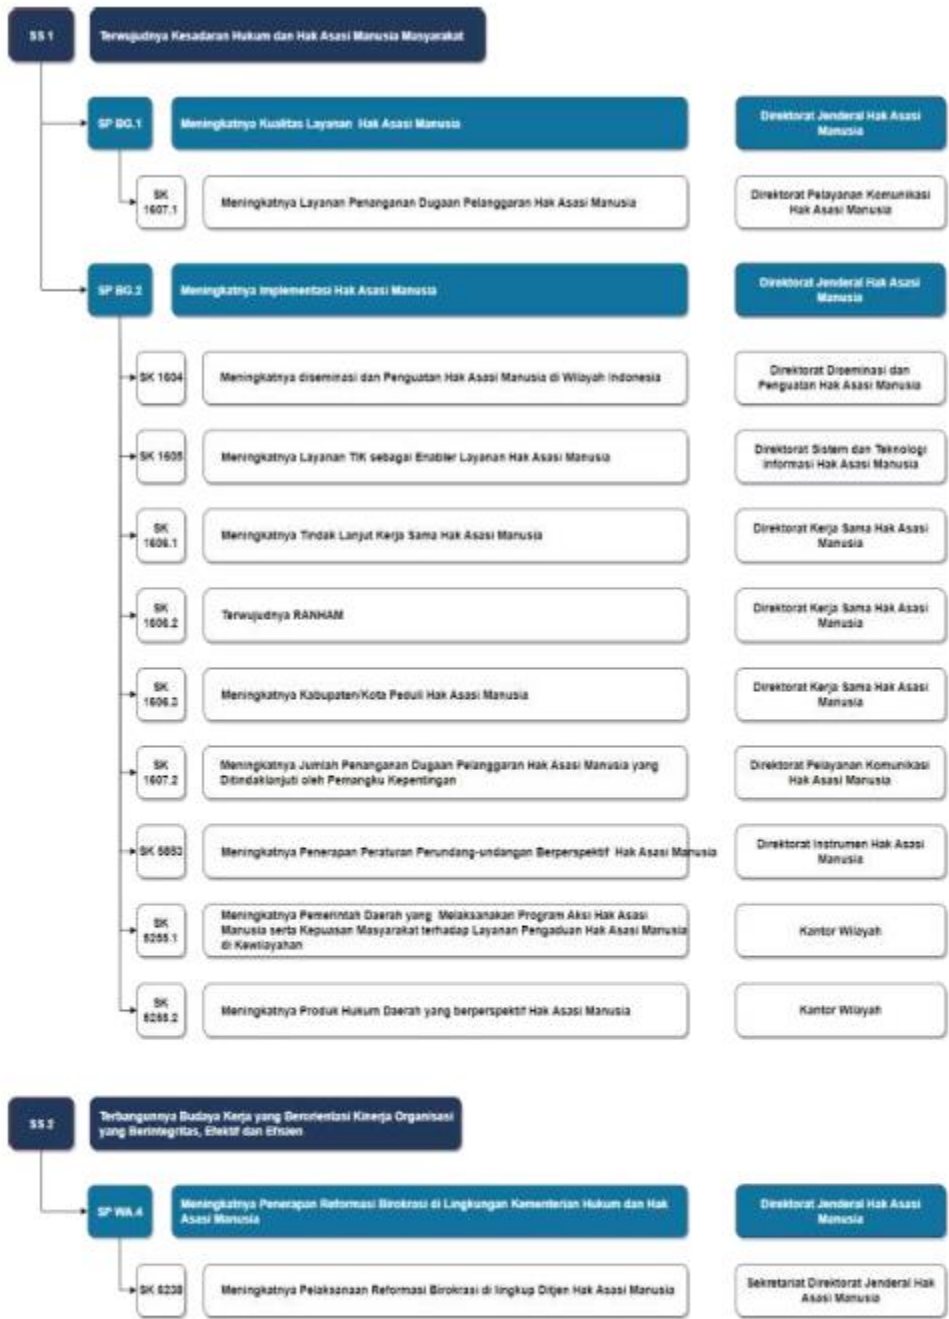 SS 1
Terwujudnya Kesadaran Hukum dan Hak Asasi Manusia Masyarakat
SP BG.1
Meningkatnya Kualitas Layanan Hak Asasi Manusia
Direktorat Jenderal Hak Asasi
Manusia
SK
1607.1
Meningkatnya Layanan Penanganan Dugaan Pelanggaran Hak Asasi Manusia
Direktorat Pelayanan Komunikasi
Hak Asasi Manusia
SP BG.2
Meningkatnya Implementasi Hak Asasi Manusia
Direktorat Jenderal Hak Asasi
Manusia
SK 1604
Meningkatnya diseminasi dan Penguatan Hak Asasi Manusia di Wilayah Indonesia
Direktorat Diseminasi dan
Penguatan Hak Asasi Manusia
SK 1605
Meningkatnya Layanan TIK sebagai Enabler Layanan Hak Asasi Manusia
Direktorat Sistem dan Teknologi
Informasi Hak Asasi Manusia
SK
1606.1
Meningkatnya Tindak Lanjut Kerja Sama Hak Asasi Manusia
Direktorat Kerja Sama Hak Asasi
Manusia
SK
1606.2
Terwujudnya RANHAM
Direktorat Kerja Sama Hak Asasi
Manusia
SK
1606.3
Meningkatnya Kabupaten/Kota Peduli Hak Asasi Manusia
Direktorat Kerja Sama Hak Asasi
Manusia
SK
1607.2
Meningkatnya Jumlah Penanganan Dugaan Pelanggaran Hak Asasi Manusia yang
Ditindaklanjuti oleh Pemangku Kepentingan
Direktorat Pelayanan Komunikasi
Hak Asasi Manusia
SK
Meningkatnya Penerapan Peraturan Perundang-undangan Berperspektif Hak Asasi Manusia
Direktorat Instrumen Hak Asasi
Manusia
SK
Meningkatnya Pemerintah Daerah yang Melaksanakan Program Aksi Hak Asasi
Manusia serta Kepuasan Masyarakat terhadap Layanan Pengaduan Hak Asasi Manusia
di Kewilayahan
Kantor Wilayah
SK
Meningkatnya Produk Hukum Daerah yang berperspektif Hak Asasi Manusia
Kantor Wilayah
SS 2
Terbangunnya Budaya Kerja yang Berorientasi Kinerja Organisasi
yang Berintegritas, Efektif dan Efisien
SP WA.4
Meningkatnya Penerapan Reformasi Birokrasi di Lingkungan Kementerian Hukum dan Hak
Asasi Manusia
Direktorat Jenderal Hak Asasi
Manusia
SK
Meningkatnya Pelaksanaan Reformasi Birokrasi di lingkup Ditjen Hak Asasi Manusia
Sekretariat Direktorat Jenderal Hak
Asasi Manusia